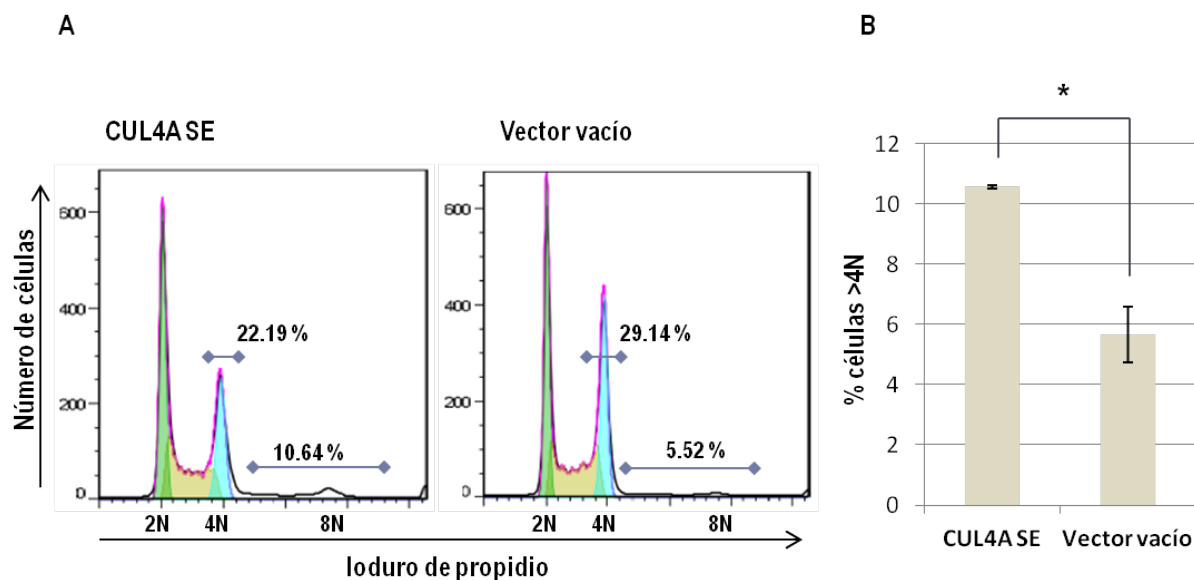 A
B
CUL4A SE
Vector vacío
Número de células
600
400
200
0
22.19 %
10.64 %
2N
4N
8N
600
400
200
0
29.14 %
5.52 %
2N
4N
8N
Ioduro de propidio
*
% células >4N
12
10
8
6
4
2
0
CUL4A SE
Vector vacío